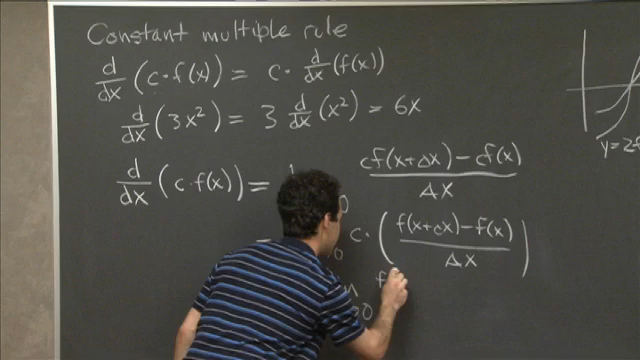 Constant multiple rule
d/dx (c·f(x)) = c · d/dx (f(x))
d/dx (3x²) = 3 d/dx (x²) = 6x
d/dx (c·f(x)) = cf(x+Δx) − cf(x) / Δx
= 0 c · ( f(x+Δx) − f(x) / Δx )
f
y=2·f